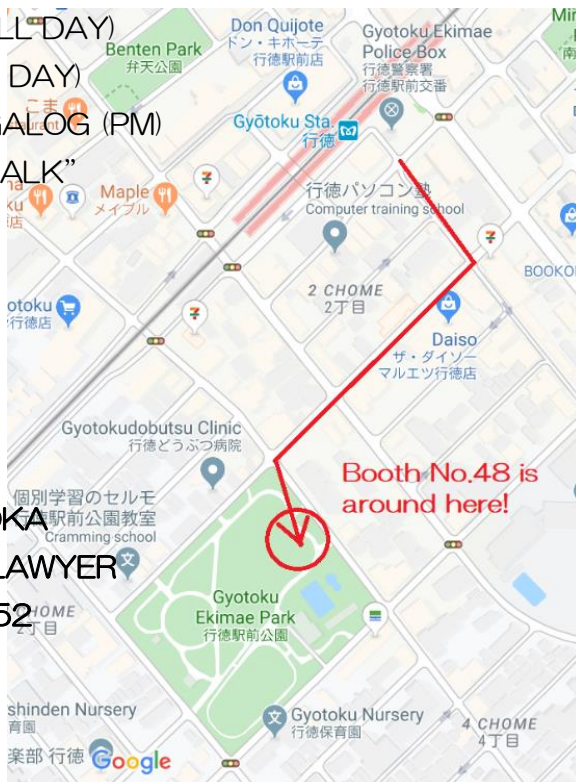 LL DAY)
DAY)
GALOG (PM)
ALK”
Don Quijote
ドン・キホーテ
行徳駅前店
Gyotoku Ekimae
Police Box
行徳警察署
行徳駅前交番
Benten Park
弁天公園
Gyōtoku Sta.
行徳
Maple
メイプル
行徳パソコン塾
Computer training school
2 CHOME
2丁目
BOOKO
otoku
行徳店
Daiso
ザ・ダイソー
マルエツ行徳店
Gyotokudobutsu Clinic
行徳どうぶつ病院
Booth No.48 is
around here!
個別学習のセルモ
行徳駅前公園教室
Cramming school
OKA
LAWYER
52
CHOME
2丁目
Gyotoku
Ekimae Park
行徳駅前公園
shinden Nursery
育園
Gyotoku Nursery
行徳保育園
4 CHOME
4丁目
楽部 行徳
Google